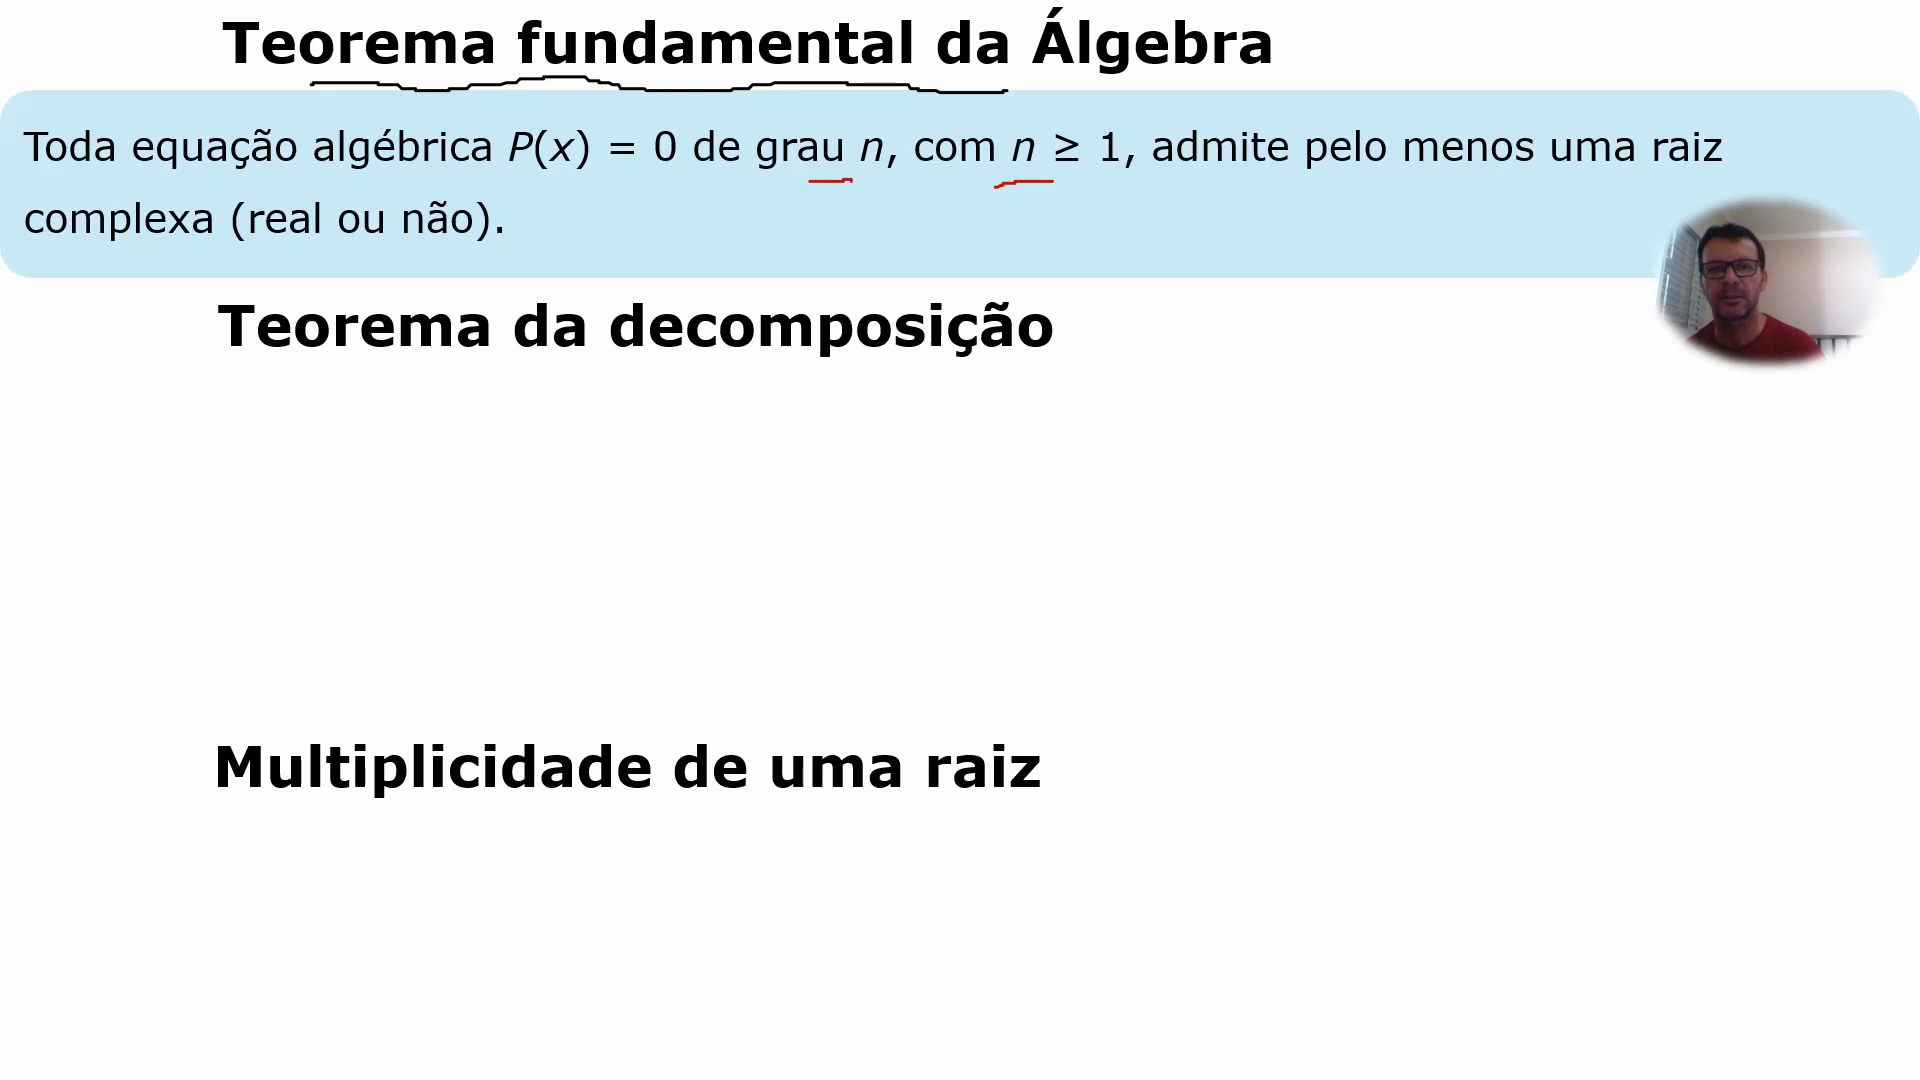 Teorema fundamental da Álgebra
Toda equação algébrica P(x) = 0 de grau n, com n ≥ 1, admite pelo menos uma raiz
complexa (real ou não).
Teorema da decomposição
Multiplicidade de uma raiz